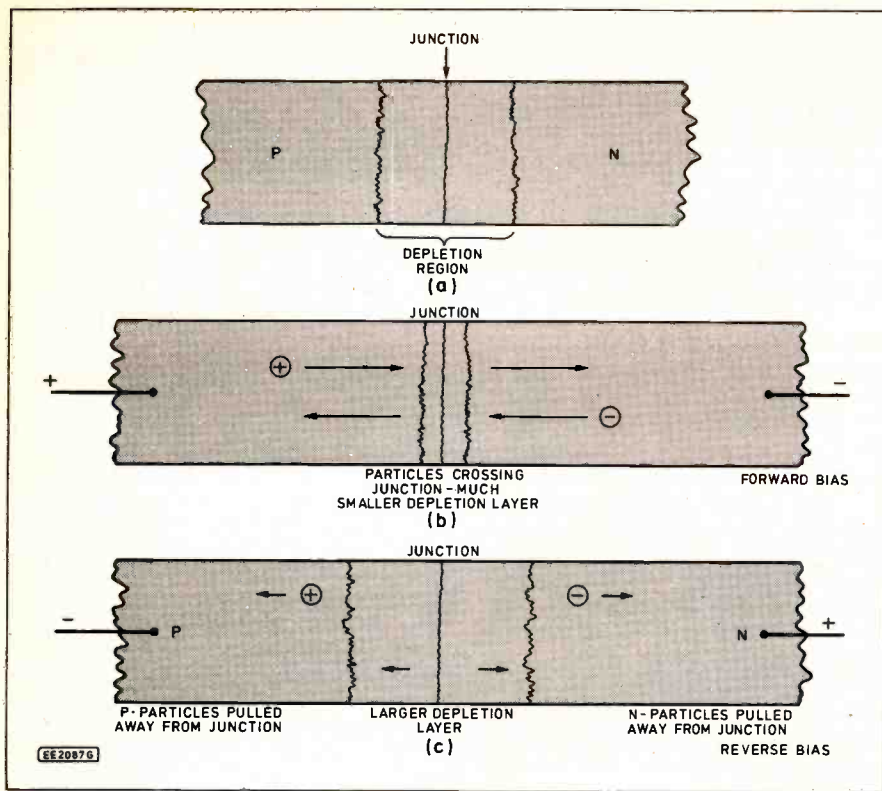 JUNCTION
P
N
DEPLETION
REGION
(a)
JUNCTION
+
+
-
-
PARTICLES CROSSING
JUNCTION - MUCH
SMALLER DEPLETION LAYER
FORWARD BIAS
(b)
JUNCTION
+
-
-
P
N
+
P-PARTICLES PULLED
AWAY FROM JUNCTION
LARGER DEPLETION
LAYER
N-PARTICLES PULLED
AWAY FROM JUNCTION
(c)
REVERSE BIAS
EE2087G